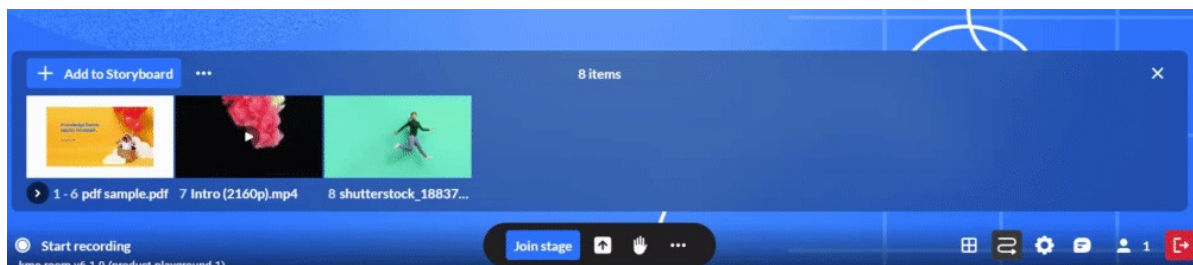 Add to Storyboard
8 items
1 - 6 pdf sample.pdf
7 Intro (2160p).mp4
8 shutterstock_18837...
Start recording
Join stage
1